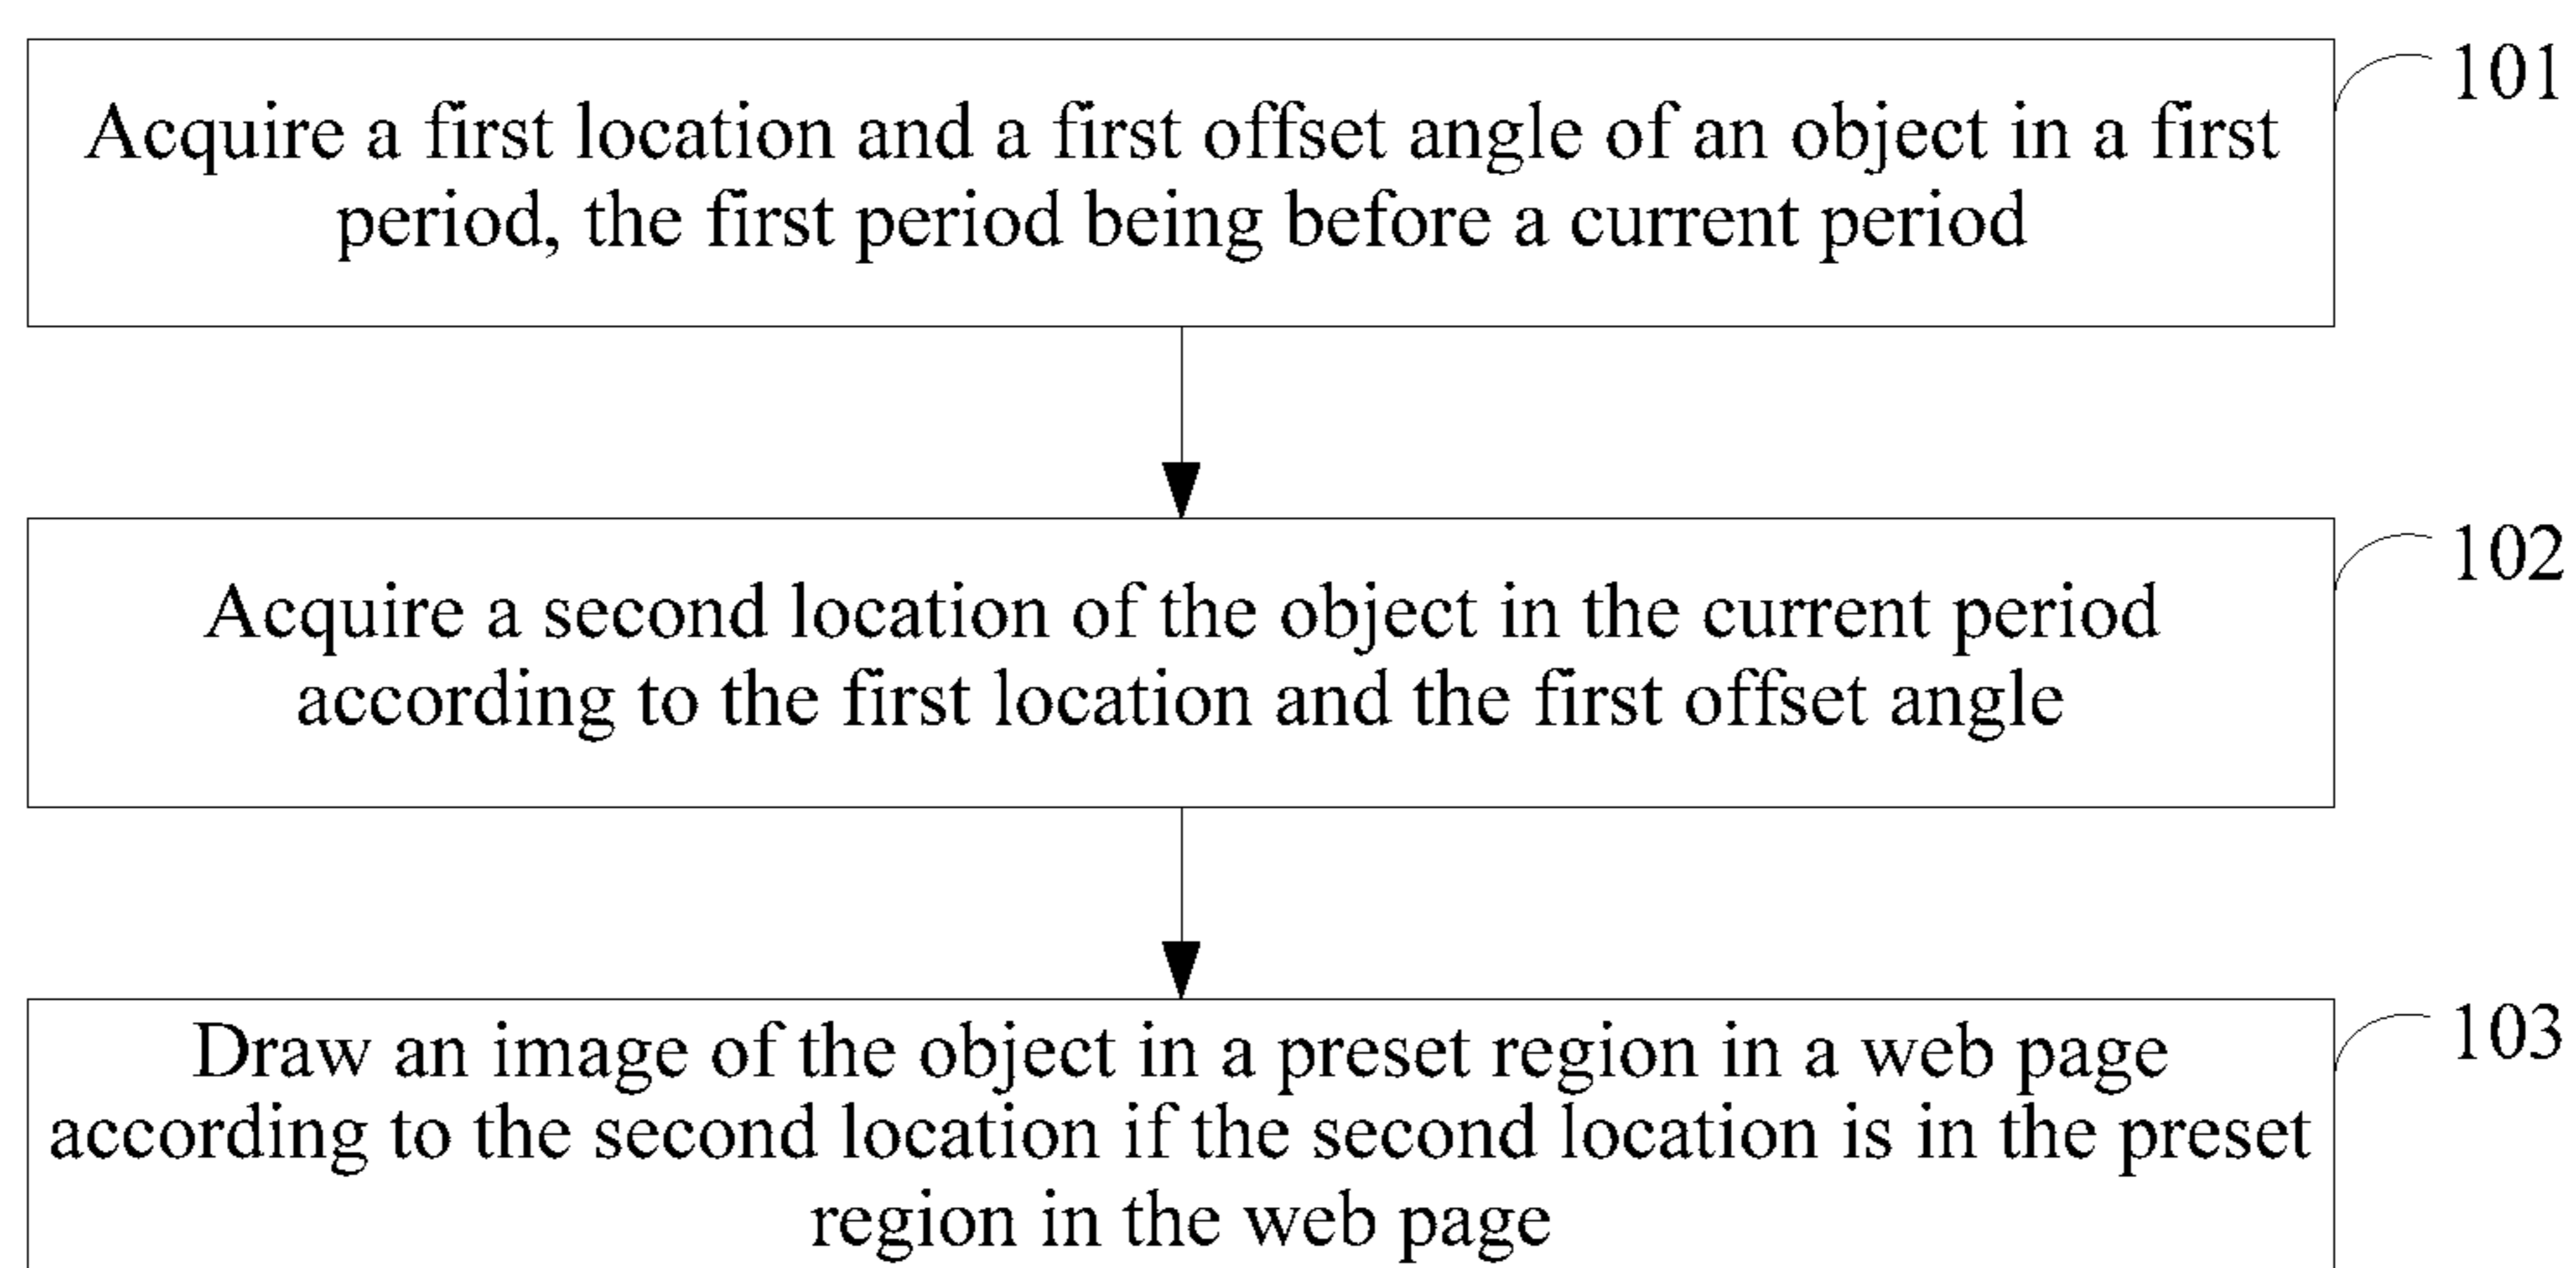 101
Acquire a first location and a first offset angle of an object in a first
period, the first period being before a current period
102
Acquire a second location of the object in the current period
according to the first location and the first offset angle
103
Draw an image of the object in a preset region in a web page
according to the second location if the second location is in the preset
region in the web page